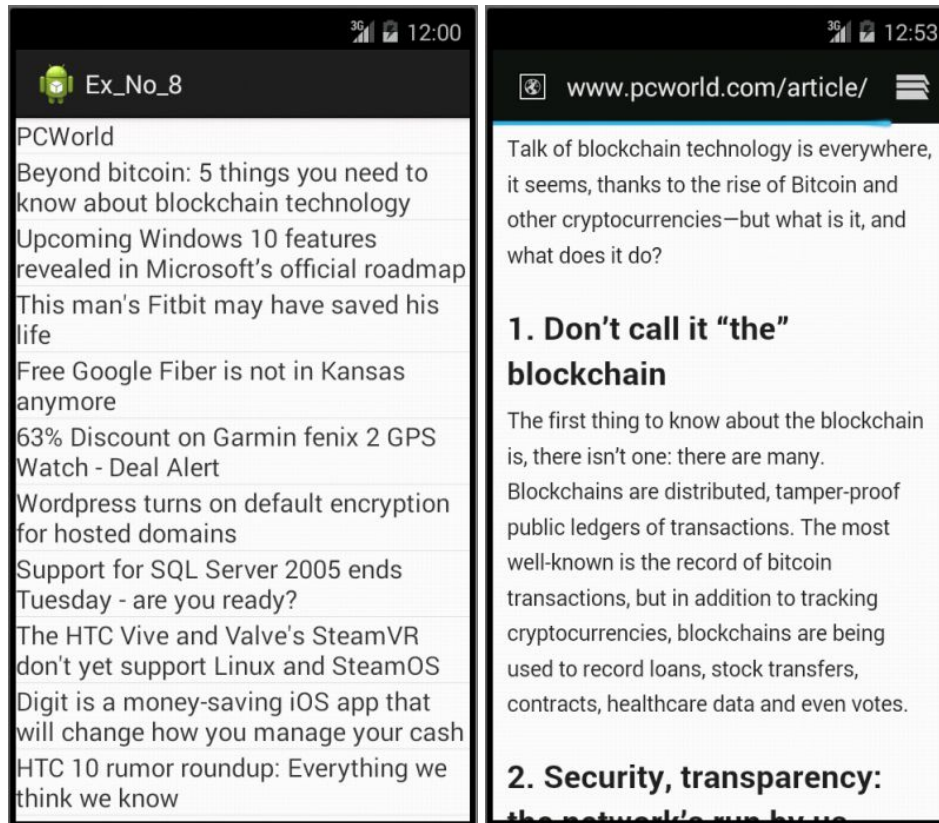 3G 12:00
Ex_No_8
PCWorld
Beyond bitcoin: 5 things you need to
know about blockchain technology
Upcoming Windows 10 features
revealed in Microsoft’s official roadmap
This man's Fitbit may have saved his
life
Free Google Fiber is not in Kansas
anymore
63% Discount on Garmin fenix 2 GPS
Watch - Deal Alert
Wordpress turns on default encryption
for hosted domains
Support for SQL Server 2005 ends
Tuesday - are you ready?
The HTC Vive and Valve's SteamVR
don't yet support Linux and SteamOS
Digit is a money-saving iOS app that
will change how you manage your cash
HTC 10 rumor roundup: Everything we
think we know
3G 12:53
www.pcworld.com/article/
Talk of blockchain technology is everywhere,
it seems, thanks to the rise of Bitcoin and
other cryptocurrencies—but what is it, and
what does it do?
1. Don’t call it “the”
blockchain
The first thing to know about the blockchain
is, there isn’t one: there are many.
Blockchains are distributed, tamper-proof
public ledgers of transactions. The most
well-known is the record of bitcoin
transactions, but in addition to tracking
cryptocurrencies, blockchains are being
used to record loans, stock transfers,
contracts, healthcare data and even votes.
2. Security, transparency:
the network’s run by us